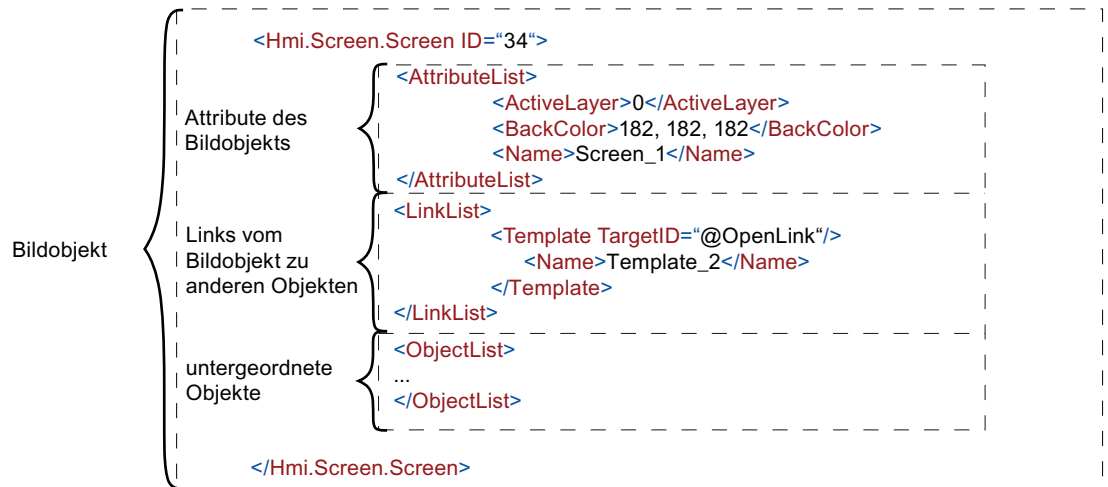 <Hmi.Screen.Screen ID=“34“>
Attribute des
Bildobjekts
<AttributeList>
<ActiveLayer>0</ActiveLayer>
<BackColor>182, 182, 182</BackColor>
<Name>Screen_1</Name>
</AttributeList>
Bildobjekt
Links vom
Bildobjekt zu
anderen Objekten
<LinkList>
<Template TargetID=“@OpenLink“/>
<Name>Template_2</Name>
</Template>
</LinkList>
untergeordnete
Objekte
<ObjectList>
...
</ObjectList>
</Hmi.Screen.Screen>